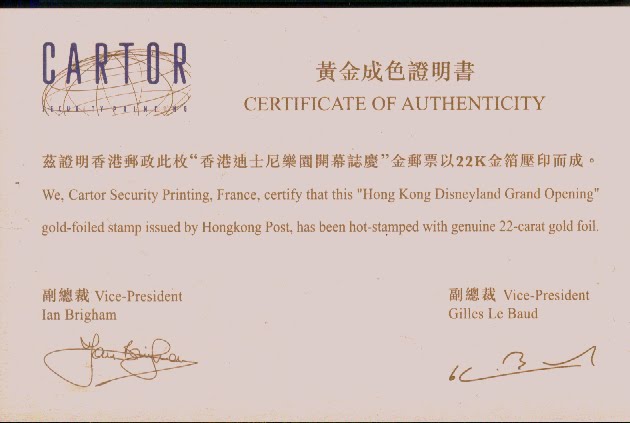 CARTOR
SECURITY PRINTING
黃金成色證明書
CERTIFICATE OF AUTHENTICITY
茲證明香港郵政此枚“香港迪士尼樂園開幕誌慶”金郵票以22K金箔壓印而成。
We, Cartor Security Printing, France, certify that this "Hong Kong Disneyland Grand Opening"
gold-foiled stamp issued by Hongkong Post, has been hot-stamped with genuine 22-carat gold foil.
副總裁 Vice-President
Ian Brigham
副總裁 Vice-President
Gilles Le Baud